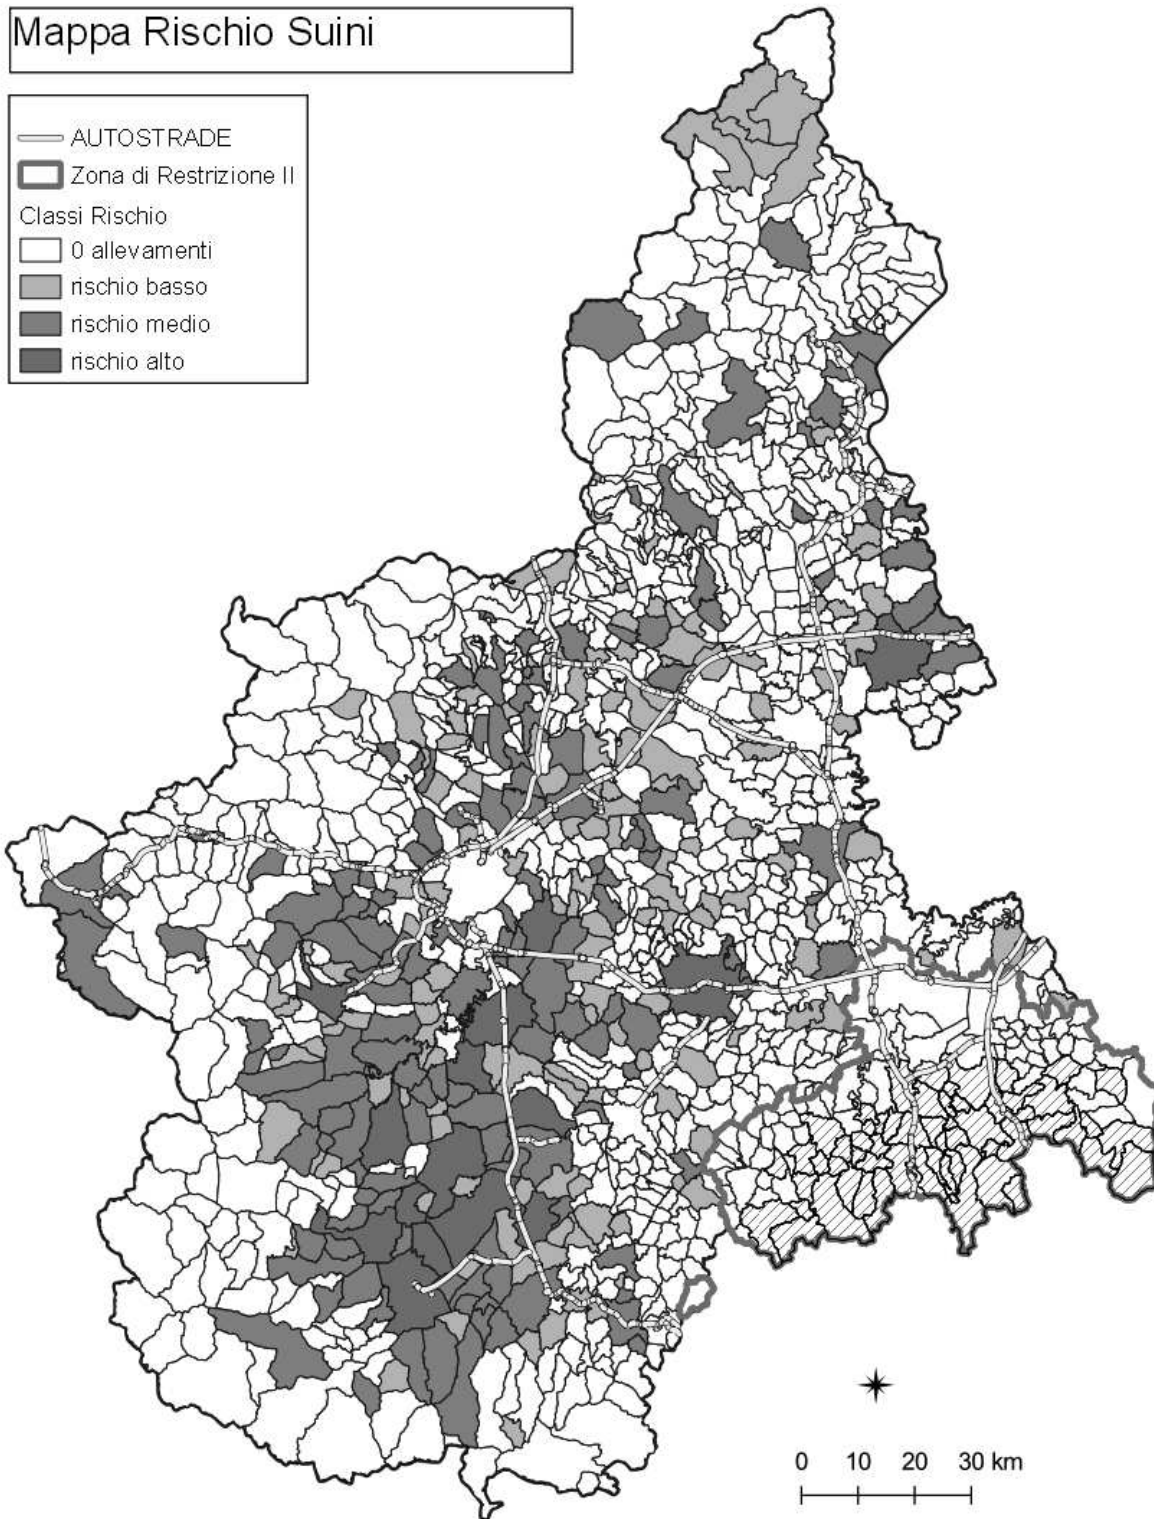 Mappa Rischio Suini
AUTOSTRADE
Zona di Restrizione II
Classi Rischio
0 allevamenti
rischio basso
rischio medio
rischio alto
0 10 20 30 km